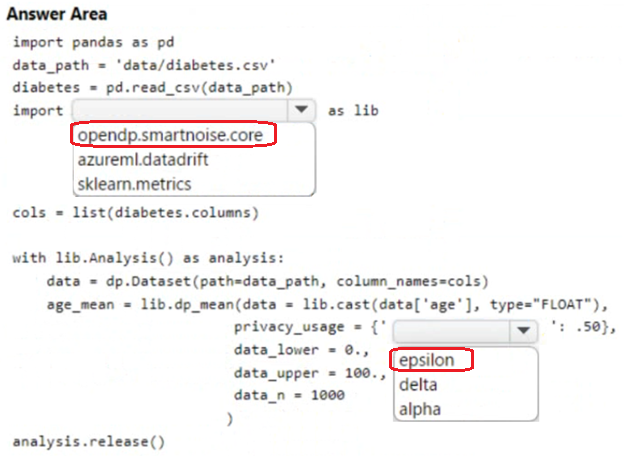 Answer Area
import pandas as pd
data_path = 'data/diabetes.csv'
diabetes = pd.read_csv(data_path)
import as lib
opendp.smartnoise.core
azureml.datadrift
sklearn.metrics
cols = list(diabetes.columns)
with lib.Analysis() as analysis:
data = dp.Dataset(path=data_path, column_names=cols)
age_mean = lib.dp_mean(data = lib.cast(data['age'], type="FLOAT"),
privacy_usage = {' ': .50},
data_lower = 0.,
epsilon
data_upper = 100.,
delta
data_n = 1000
alpha
)
analysis.release()